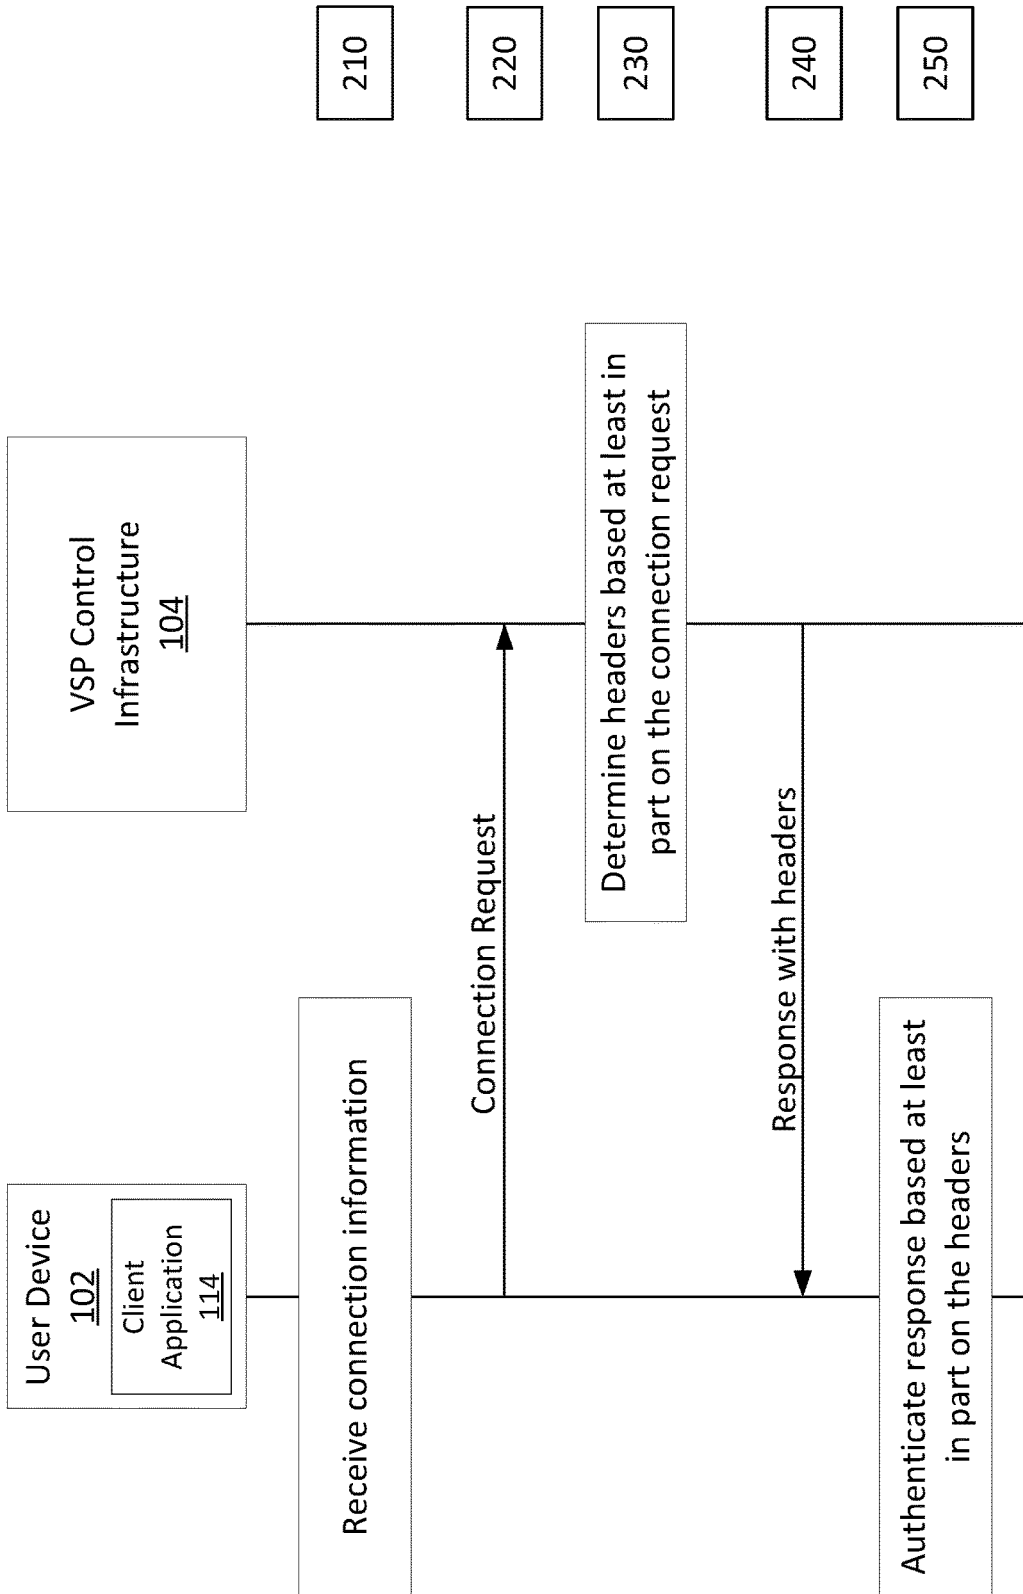 User Device
102
Client
Application
114
VSP Control
Infrastructure
104
Receive connection information
210
Connection Request
220
Determine headers based at least in
part on the connection request
230
Response with headers
240
Authenticate response based at least
in part on the headers
250